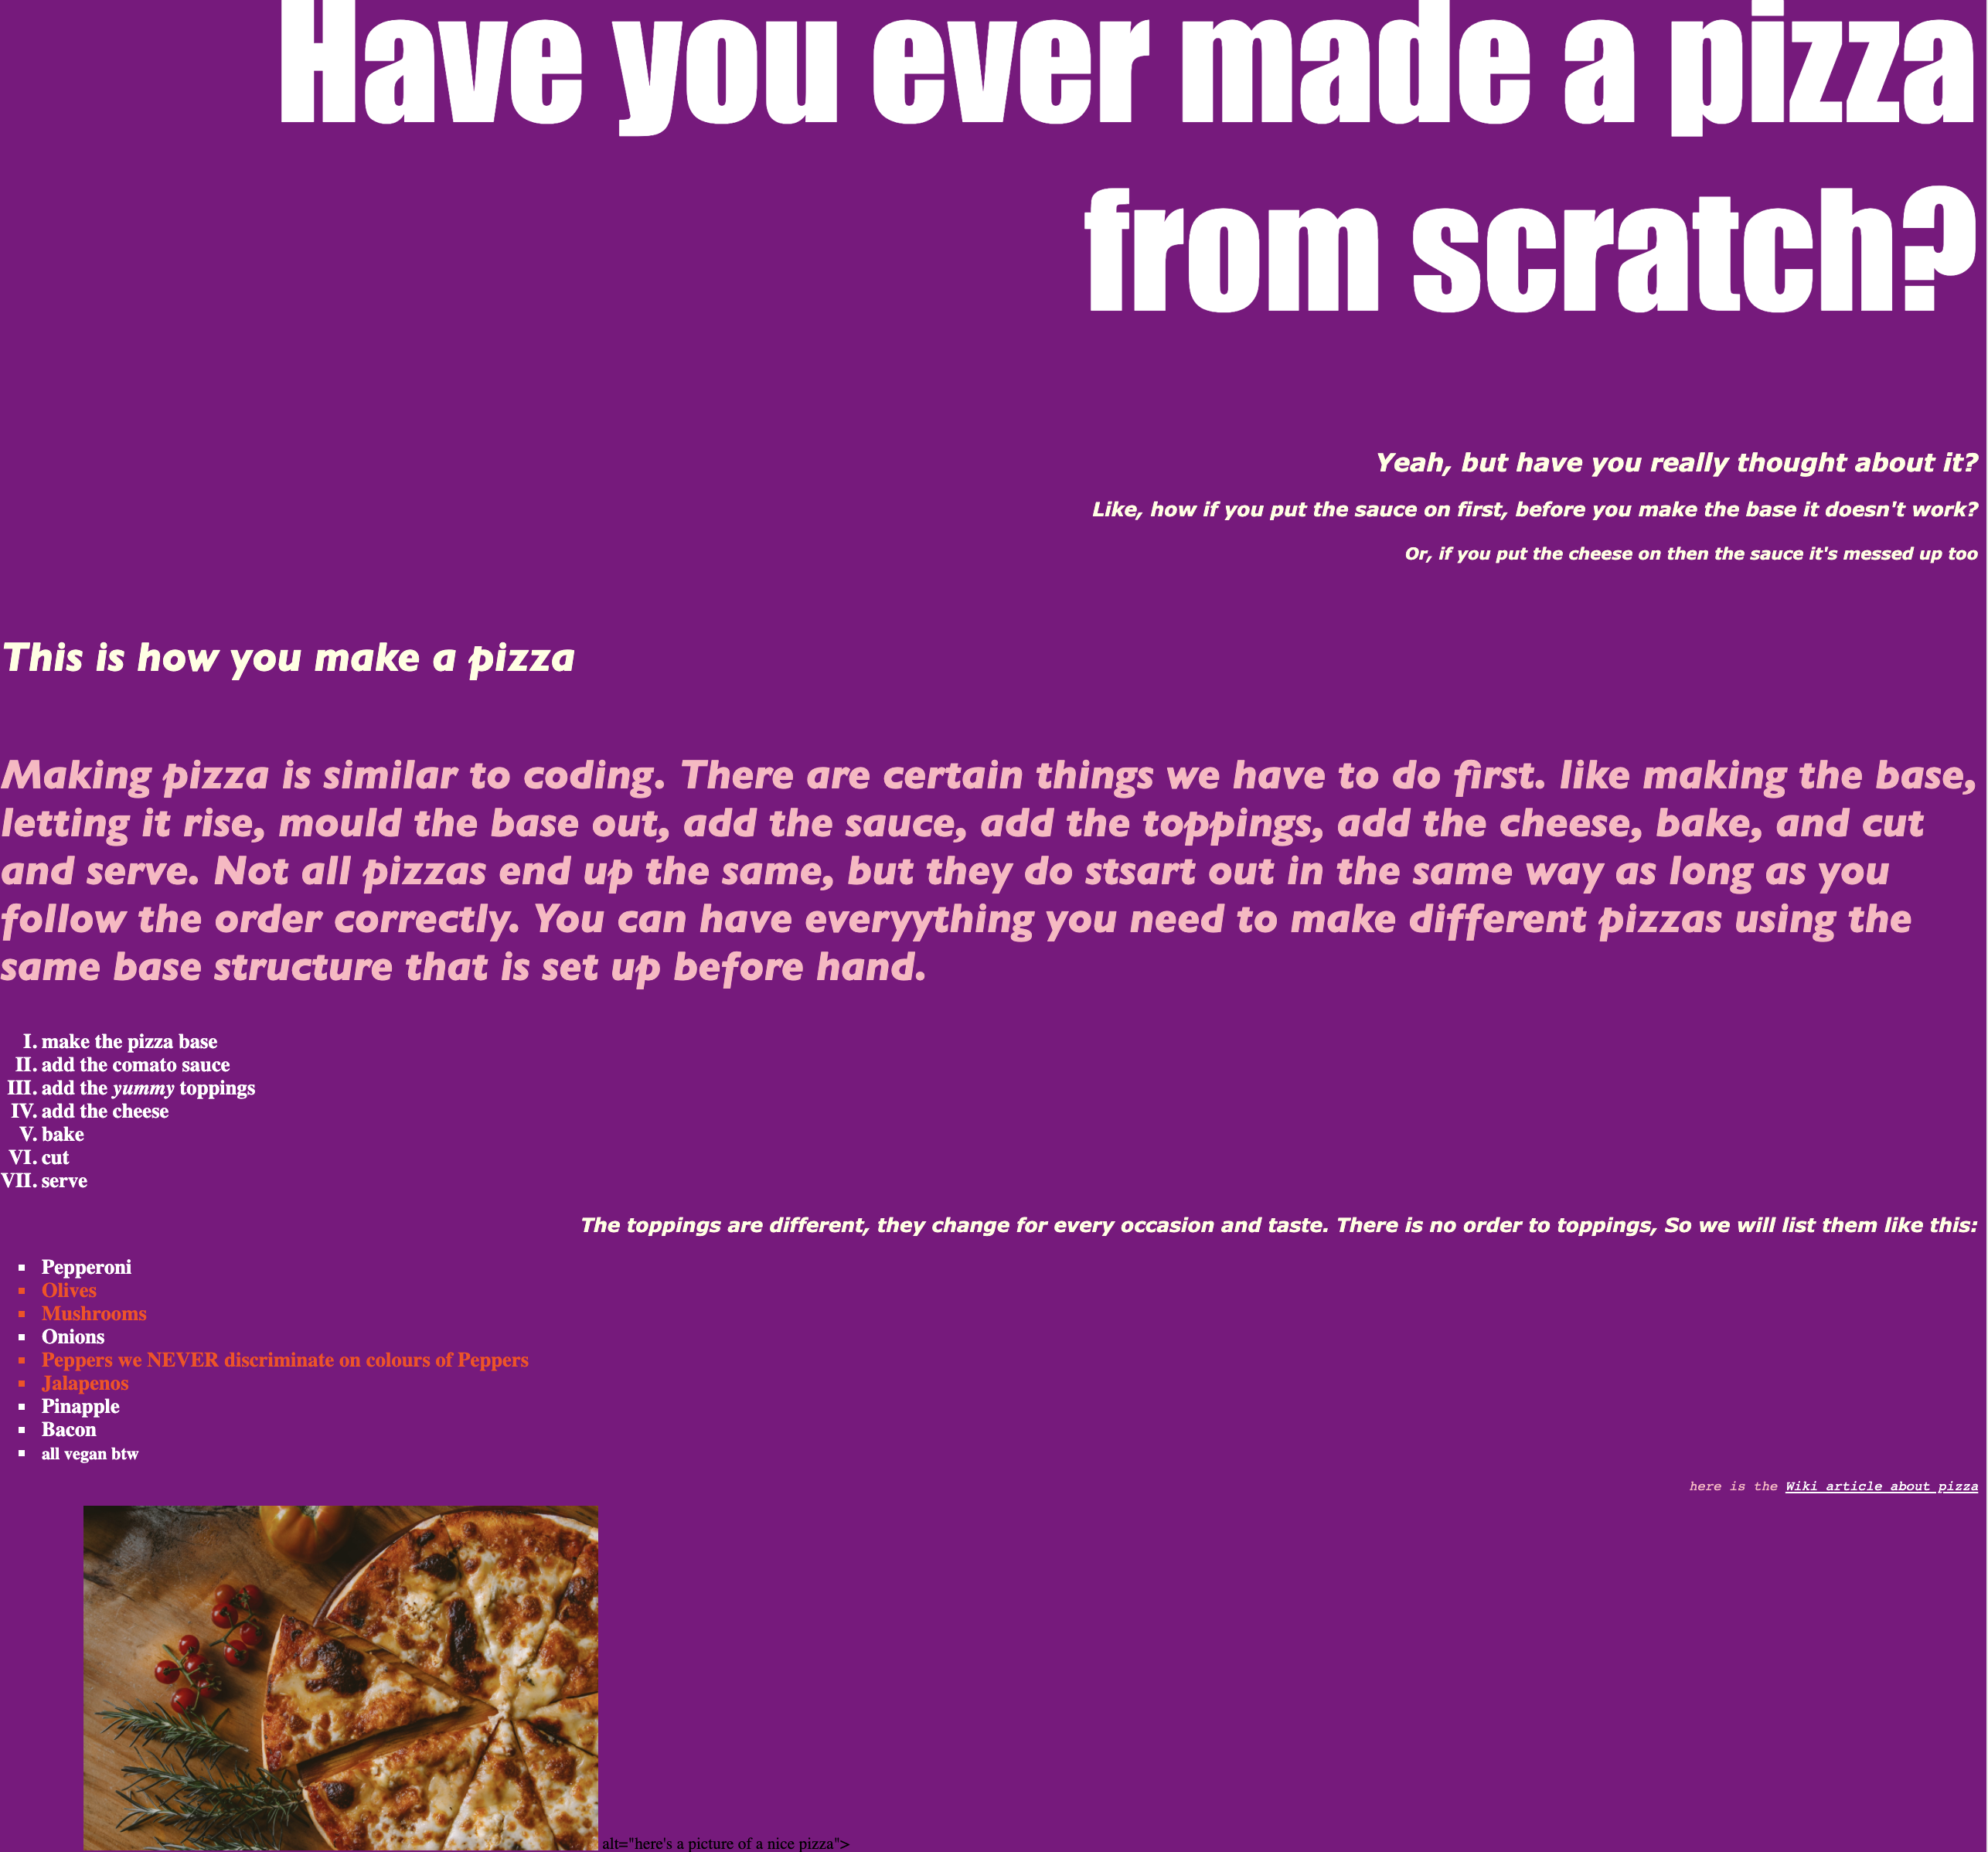 Have you ever made a pizza
from scratch?
Yeah, but have you really thought about it?
Like, how if you put the sauce on first, before you make the base it doesn't work?
Or, if you put the cheese on then the sauce it's messed up too
This is how you make a pizza
Making pizza is similar to coding. There are certain things we have to do first. like making the base,
letting it rise, mould the base out, add the sauce, add the toppings, add the cheese, bake, and cut
and serve. Not all pizzas end up the same, but they do stsart out in the same way as long as you
follow the order correctly. You can have everyything you need to make different pizzas using the
same base structure that is set up before hand.
I. make the pizza base
II. add the comato sauce
III. add the yummy toppings
IV. add the cheese
V. bake
VI. cut
VII. serve
The toppings are different, they change for every occasion and taste. There is no order to toppings, So we will list them like this:
Pepperoni
Olives
Mushrooms
Onions
Peppers we NEVER discriminate on colours of Peppers
Jalapenos
Pinapple
Bacon
all vegan btw
here is the Wiki article about pizza
alt="here's a picture of a nice pizza">